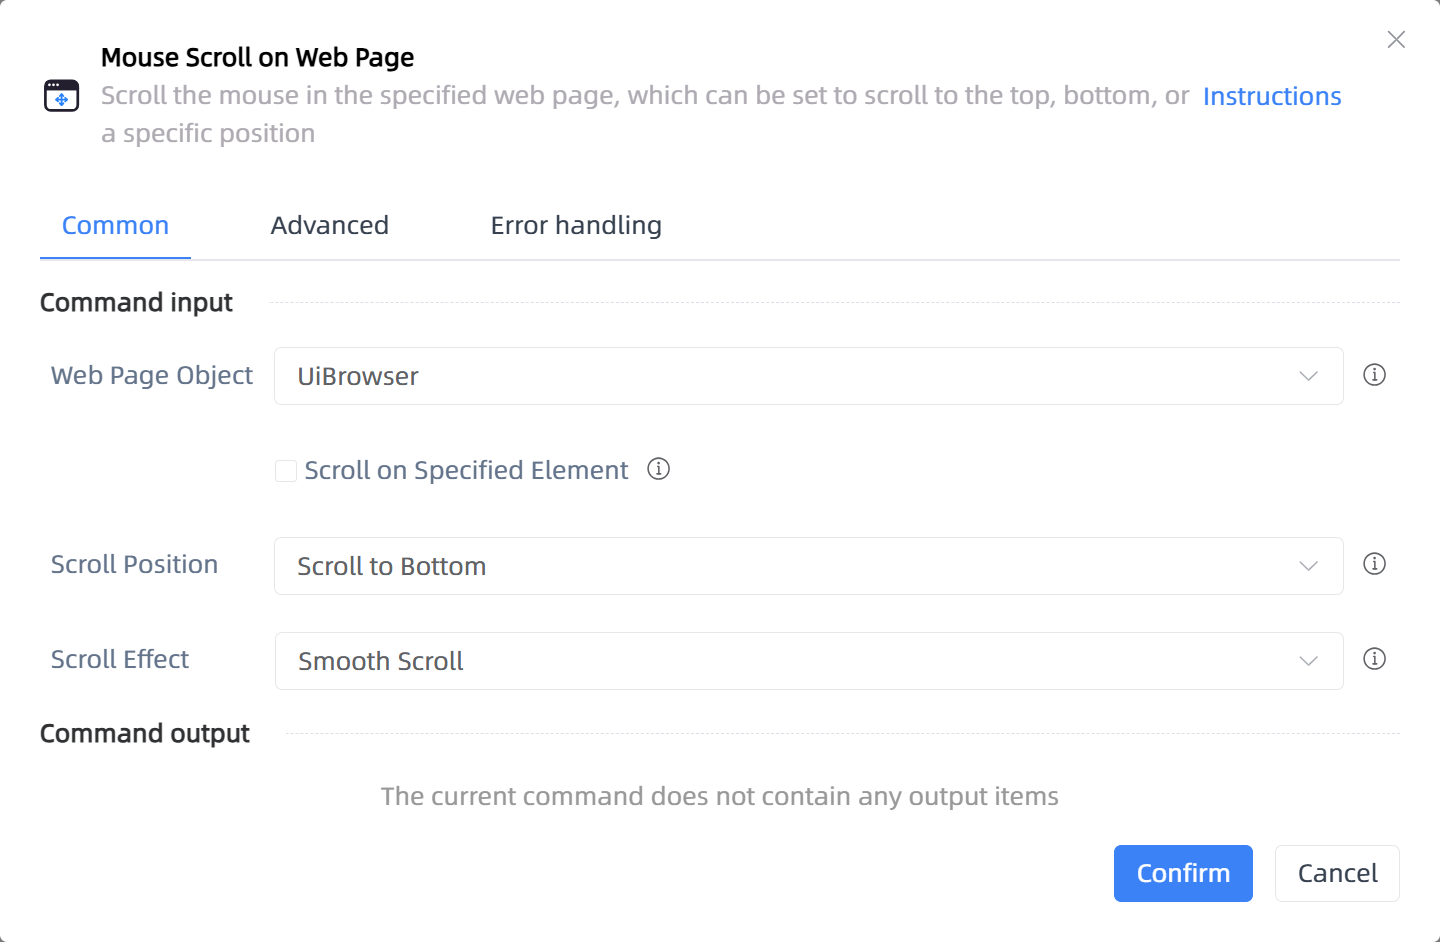 Mouse Scroll on Web Page
Scroll the mouse in the specified web page, which can be set to scroll to the top, bottom, or
a specific position
Instructions
Common
Advanced
Error handling
Command input
Web Page Object
UiBrowser
Scroll on Specified Element
Scroll Position
Scroll to Bottom
Scroll Effect
Smooth Scroll
Command output
The current command does not contain any output items
Confirm
Cancel